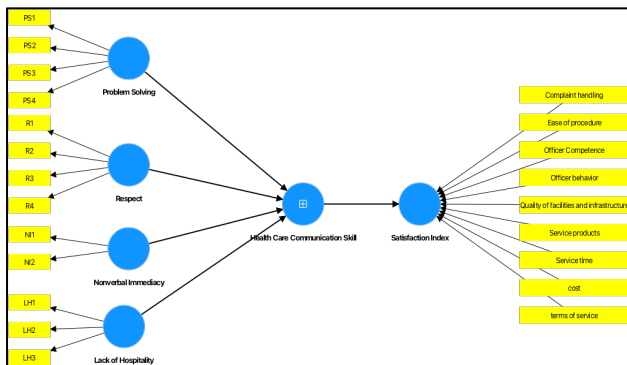 PS1
PS2
PS3
PS4
Problem Solving
R1
R2
R3
R4
Respect
NI1
NI2
Nonverbal Immediacy
LH1
LH2
LH3
Lack of Hospitality
Health Care Communication Skill
Satisfaction Index
Complaint handling
Ease of procedure
Officer Competence
Officer behavior
Quality of facilities and infrastructure
Service products
Service time
cost
terms of service